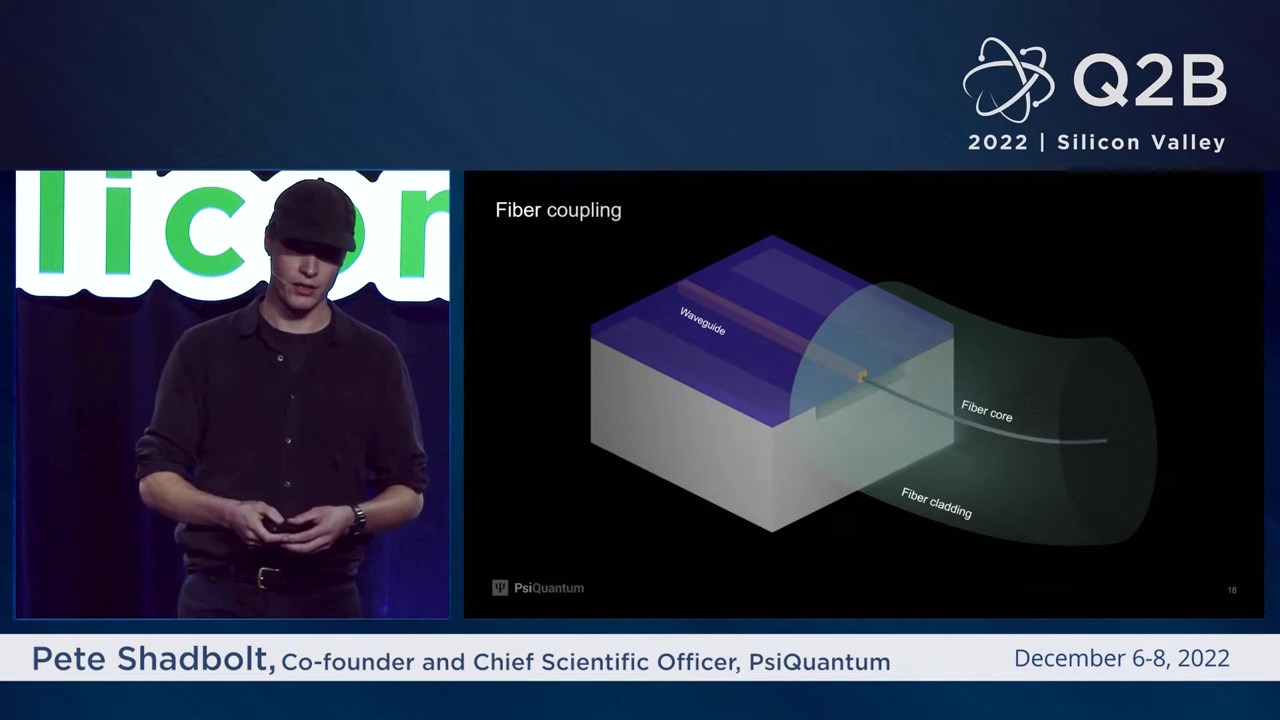 Q2B
2022 | Silicon Valley
licon
Fiber coupling
Waveguide
Fiber core
Fiber cladding
Ψ PsiQuantum
18
Pete Shadbolt, Co-founder and Chief Scientific Officer, PsiQuantum
December 6-8, 2022